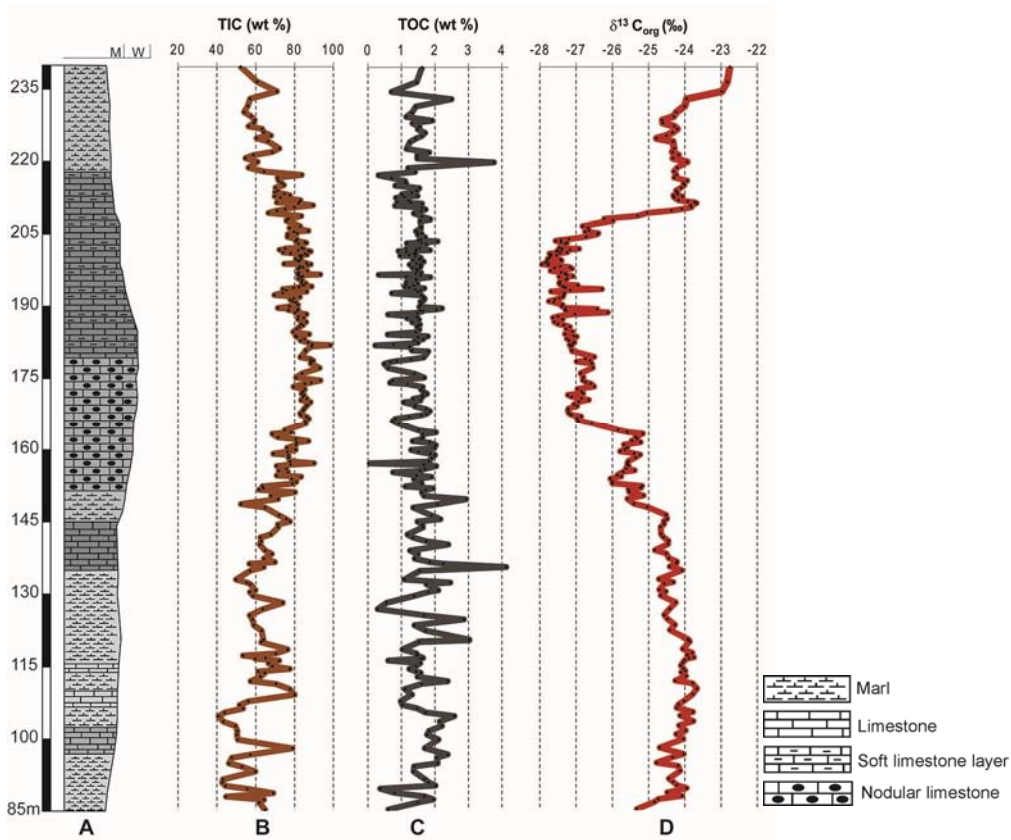 TIC (wt %) TOC (wt %) δ¹³ C_org (‰)
M W 20 40 60 80 100 0 1 2 3 4 -28 -27 -26 -25 -24 -23 -22
235
220
205
190
175
160
145
130
115
100
85m
Marl
Limestone
Soft limestone layer
Nodular limestone
A B C D